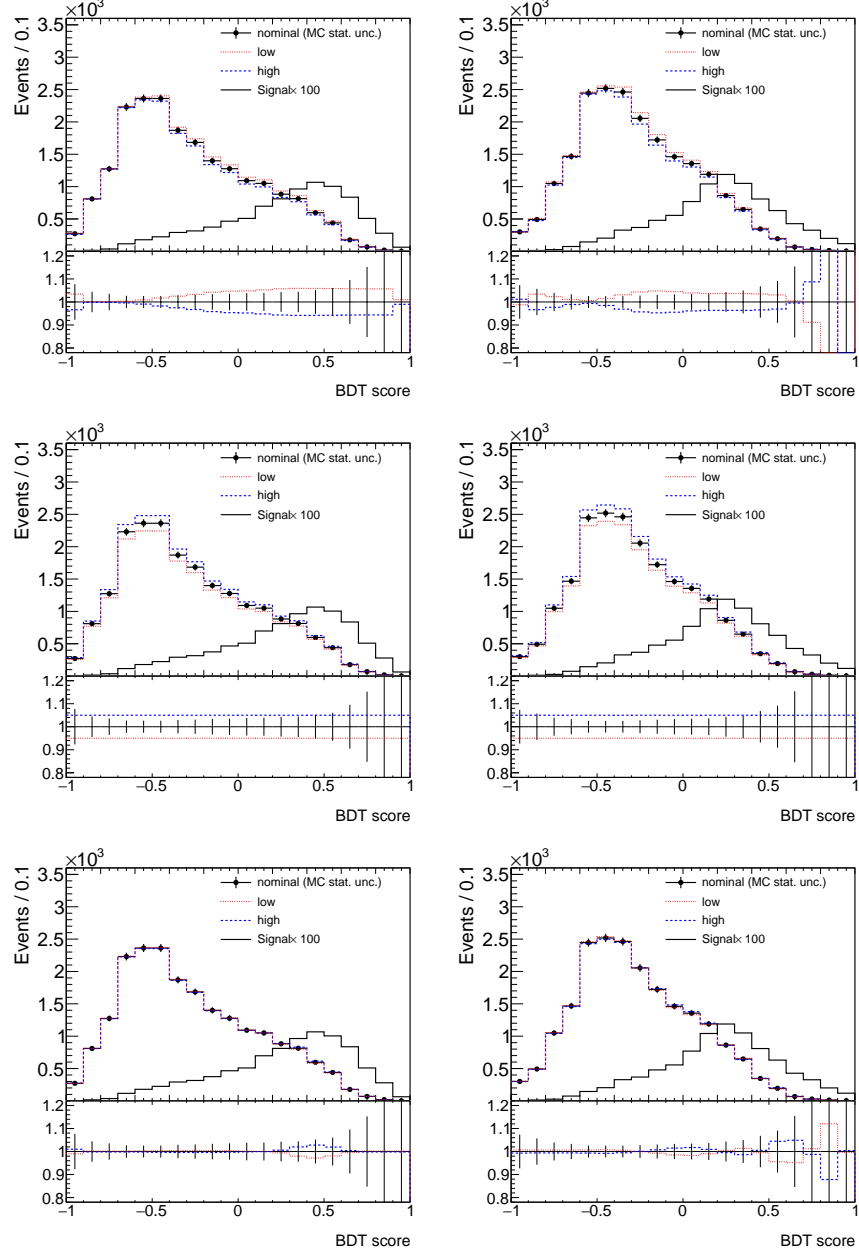 ×10³
Events / 0.1
3.5
3
2.5
2
1.5
1
0.5
nominal (MC stat. unc.)
low
high
Signal× 100
1.2
1.1
1
0.9
0.8
−1 −0.5 0 0.5 1
BDT score
×10³
Events / 0.1
3.5
3
2.5
2
1.5
1
0.5
nominal (MC stat. unc.)
low
high
Signal× 100
1.2
1.1
1
0.9
0.8
−1 −0.5 0 0.5 1
BDT score
×10³
Events / 0.1
3.5
3
2.5
2
1.5
1
0.5
nominal (MC stat. unc.)
low
high
Signal× 100
1.2
1.1
1
0.9
0.8
−1 −0.5 0 0.5 1
BDT score
×10³
Events / 0.1
3.5
3
2.5
2
1.5
1
0.5
nominal (MC stat. unc.)
low
high
Signal× 100
1.2
1.1
1
0.9
0.8
−1 −0.5 0 0.5 1
BDT score
×10³
Events / 0.1
3.5
3
2.5
2
1.5
1
0.5
nominal (MC stat. unc.)
low
high
Signal× 100
1.2
1.1
1
0.9
0.8
−1 −0.5 0 0.5 1
BDT score
×10³
Events / 0.1
3.5
3
2.5
2
1.5
1
0.5
nominal (MC stat. unc.)
low
high
Signal× 100
1.2
1.1
1
0.9
0.8
−1 −0.5 0 0.5 1
BDT score